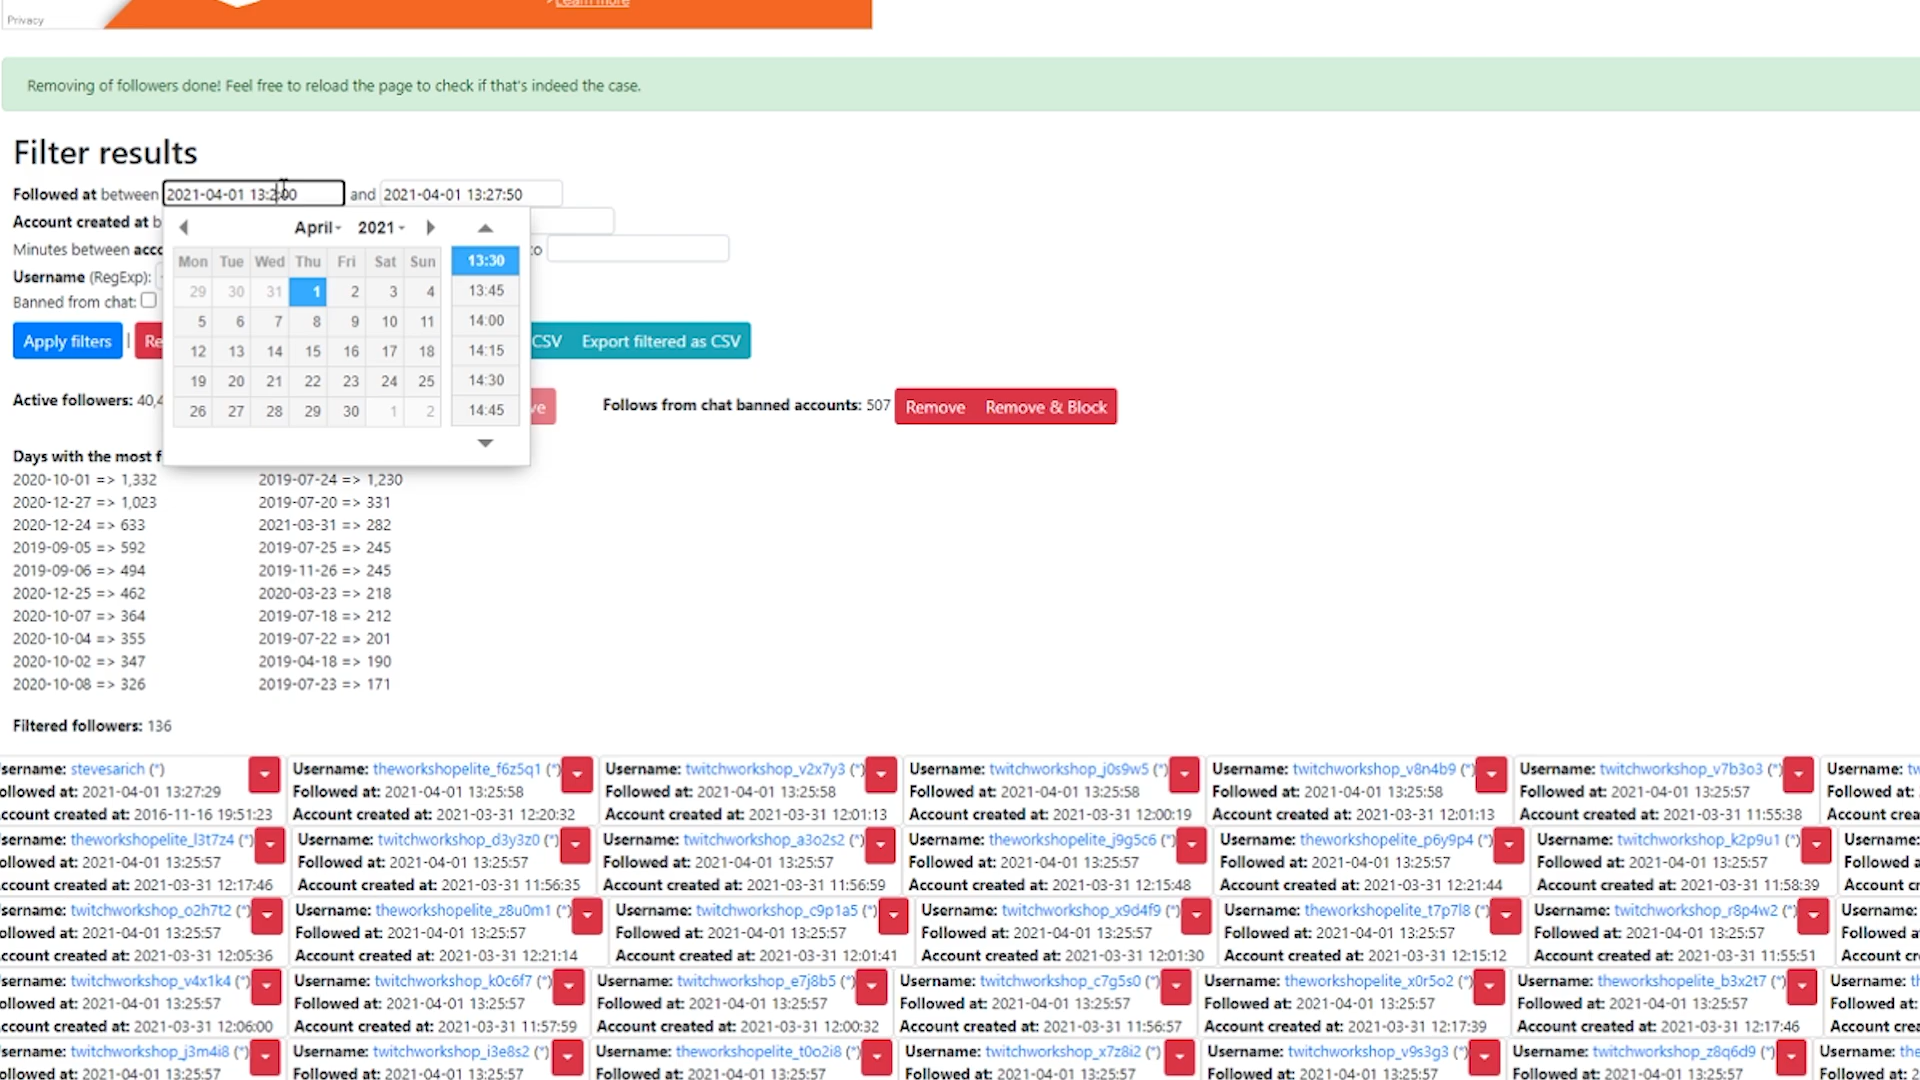 Learn more
Privacy
Removing of followers done! Feel free to reload the page to check if that's indeed the case.
Filter results
Followed at between 2021-04-01 13:2:00 and 2021-04-01 13:27:50
Account created at b
Minutes between acco to
Username (RegExp):
Banned from chat:
April 2021
Mon Tue Wed Thu Fri Sat Sun
29 30 31 1 2 3 4
5 6 7 8 9 10 11
12 13 14 15 16 17 18
19 20 21 22 23 24 25
26 27 28 29 30 1 2
13:30
13:45
14:00
14:15
14:30
14:45
Apply filters | Re CSV Export filtered as CSV
Active followers: 40,4 ve Follows from chat banned accounts: 507 Remove Remove & Block
Days with the most f
2020-10-01 => 1,332 2019-07-24 => 1,230
2020-12-27 => 1,023 2019-07-20 => 331
2020-12-24 => 633 2021-03-31 => 282
2019-09-05 => 592 2019-07-25 => 245
2019-09-06 => 494 2019-11-26 => 245
2020-12-25 => 462 2020-03-23 => 218
2020-10-07 => 364 2019-07-18 => 212
2020-10-04 => 355 2019-07-22 => 201
2020-10-02 => 347 2019-04-18 => 190
2020-10-08 => 326 2019-07-23 => 171
Filtered followers: 136
sername: stevesarich (*) Username: theworkshopelite_f6z5q1 (*) Username: twitchworkshop_v2x7y3 (*) Username: twitchworkshop_j0s9w5 (*) Username: twitchworkshop_v8n4b9 (*) Username: twitchworkshop_v7b3o3 (*) Username: tw
ollowed at: 2021-04-01 13:27:29 Followed at: 2021-04-01 13:25:58 Followed at: 2021-04-01 13:25:58 Followed at: 2021-04-01 13:25:58 Followed at: 2021-04-01 13:25:58 Followed at: 2021-04-01 13:25:57 Followed at:
ccount created at: 2016-11-16 19:51:23 Account created at: 2021-03-31 12:20:32 Account created at: 2021-03-31 12:01:13 Account created at: 2021-03-31 12:00:19 Account created at: 2021-03-31 12:01:13 Account created at: 2021-03-31 11:55:38 Account crea
sername: theworkshopelite_l3t7z4 (*) Username: twitchworkshop_d3y3z0 (*) Username: twitchworkshop_a3o2s2 (*) Username: theworkshopelite_j9g5c6 (*) Username: theworkshopelite_p6y9p4 (*) Username: twitchworkshop_k2p9u1 (*) Username:
ollowed at: 2021-04-01 13:25:57 Followed at: 2021-04-01 13:25:57 Followed at: 2021-04-01 13:25:57 Followed at: 2021-04-01 13:25:57 Followed at: 2021-04-01 13:25:57 Followed at: 2021-04-01 13:25:57 Followed a
ccount created at: 2021-03-31 12:17:46 Account created at: 2021-03-31 11:56:35 Account created at: 2021-03-31 11:56:59 Account created at: 2021-03-31 12:15:48 Account created at: 2021-03-31 12:21:44 Account created at: 2021-03-31 11:58:39 Account cr
sername: twitchworkshop_o2h7t2 (*) Username: theworkshopelite_z8u0m1 (*) Username: twitchworkshop_c9p1a5 (*) Username: twitchworkshop_x9d4f9 (*) Username: theworkshopelite_t7p7l8 (*) Username: twitchworkshop_r8p4w2 (*) Username:
ollowed at: 2021-04-01 13:25:57 Followed at: 2021-04-01 13:25:57 Followed at: 2021-04-01 13:25:57 Followed at: 2021-04-01 13:25:57 Followed at: 2021-04-01 13:25:57 Followed at: 2021-04-01 13:25:57 Followed a
ccount created at: 2021-03-31 12:05:36 Account created at: 2021-03-31 12:21:14 Account created at: 2021-03-31 12:01:41 Account created at: 2021-03-31 12:01:30 Account created at: 2021-03-31 12:15:12 Account created at: 2021-03-31 11:55:51 Account cr
sername: twitchworkshop_v4x1k4 (*) Username: twitchworkshop_k0c6f7 (*) Username: twitchworkshop_e7j8b5 (*) Username: twitchworkshop_c7g5s0 (*) Username: theworkshopelite_x0r5o2 (*) Username: theworkshopelite_b3x2t7 (*) Username: th
ollowed at: 2021-04-01 13:25:57 Followed at: 2021-04-01 13:25:57 Followed at: 2021-04-01 13:25:57 Followed at: 2021-04-01 13:25:57 Followed at: 2021-04-01 13:25:57 Followed at: 2021-04-01 13:25:57 Followed at:
ccount created at: 2021-03-31 12:06:00 Account created at: 2021-03-31 11:57:59 Account created at: 2021-03-31 12:00:32 Account created at: 2021-03-31 11:56:57 Account created at: 2021-03-31 12:17:39 Account created at: 2021-03-31 12:17:46 Account crea
sername: twitchworkshop_j3m4i8 (*) Username: twitchworkshop_i3e8s2 (*) Username: theworkshopelite_t0o2i8 (*) Username: twitchworkshop_x7z8i2 (*) Username: twitchworkshop_v9s3g3 (*) Username: twitchworkshop_z8q6d9 (*) Username: the
ollowed at: 2021-04-01 13:25:57 Followed at: 2021-04-01 13:25:57 Followed at: 2021-04-01 13:25:57 Followed at: 2021-04-01 13:25:57 Followed at: 2021-04-01 13:25:57 Followed at: 2021-04-01 13:25:57 Followed at: 2